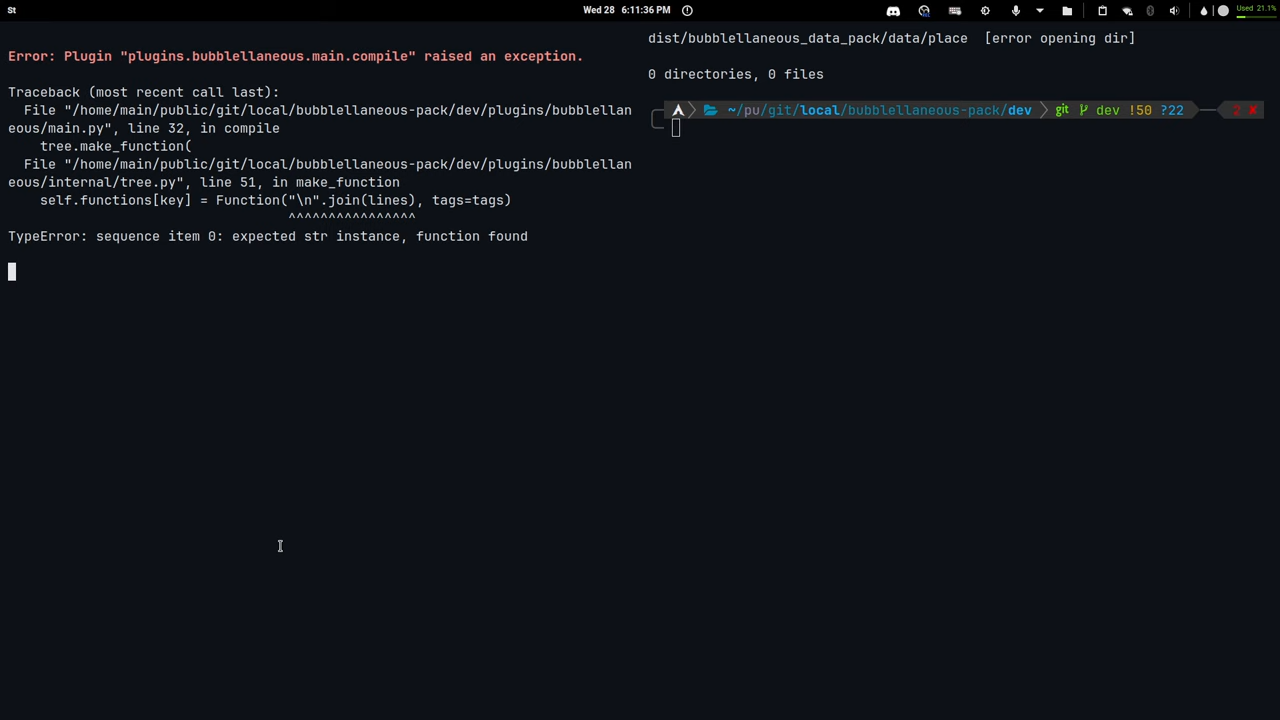 St
Wed 28 6:11:36 PM
Used 21.1%
Error: Plugin "plugins.bubblellaneous.main.compile" raised an exception.
Traceback (most recent call last):
  File "/home/main/public/git/local/bubblellaneous-pack/dev/plugins/bubblellan
eous/main.py", line 32, in compile
    tree.make_function(
  File "/home/main/public/git/local/bubblellaneous-pack/dev/plugins/bubblellan
eous/internal/tree.py", line 51, in make_function
    self.functions[key] = Function("\n".join(lines), tags=tags)
                                   ^^^^^^^^^^^^^^^^
TypeError: sequence item 0: expected str instance, function found
dist/bubblellaneous_data_pack/data/place  [error opening dir]
0 directories, 0 files
~/pu/git/local/bubblellaneous-pack/dev git dev !50 ?22 2 ✘